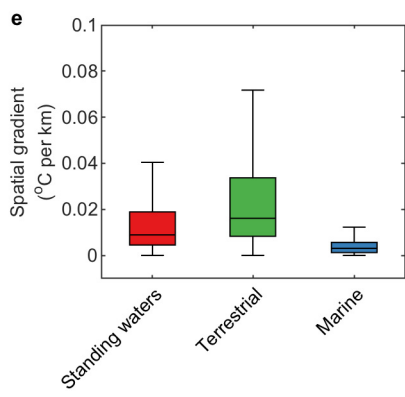 e
Spatial gradient
(°C per km)
0.1
0.08
0.06
0.04
0.02
0
Standing waters
Terrestrial
Marine